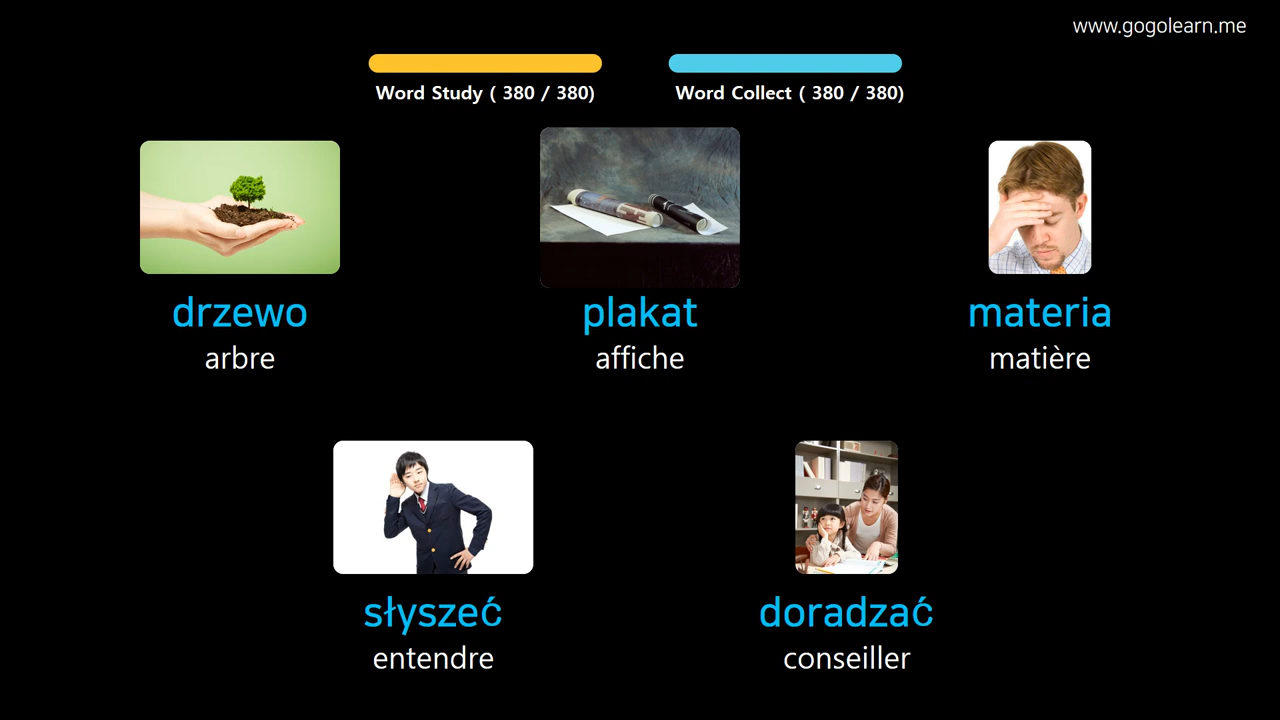 www.gogolearn.me
Word Study ( 380 / 380)
Word Collect ( 380 / 380)
drzewo
arbre
plakat
affiche
materia
matière
słyszeć
entendre
doradzać
conseiller